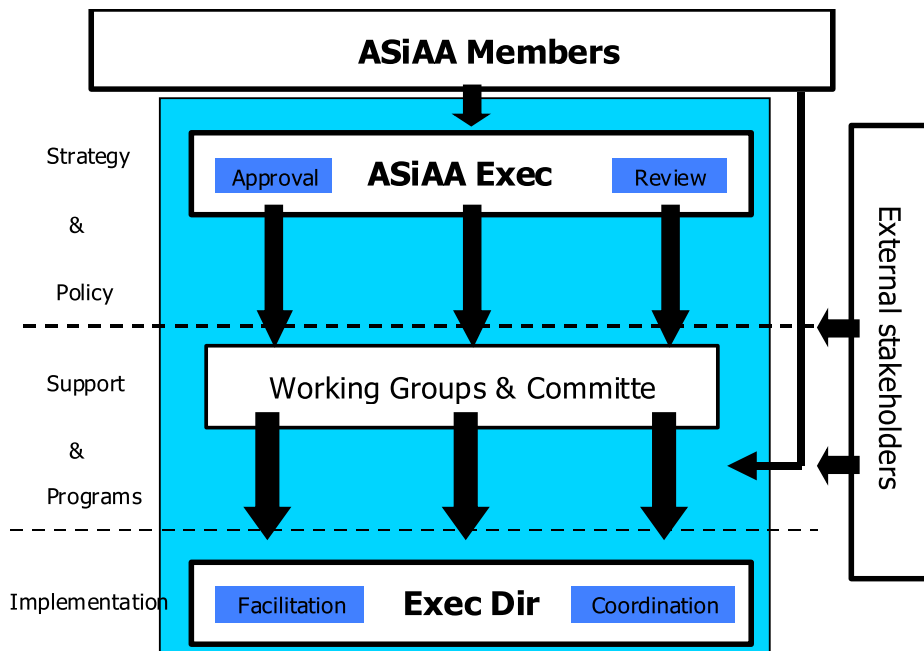 ASiAA Members
Strategy
&
Policy
Approval
ASiAA Exec
Review
External stakeholders
Support
&
Programs
Working Groups & Committe
Implementation
Facilitation
Exec Dir
Coordination